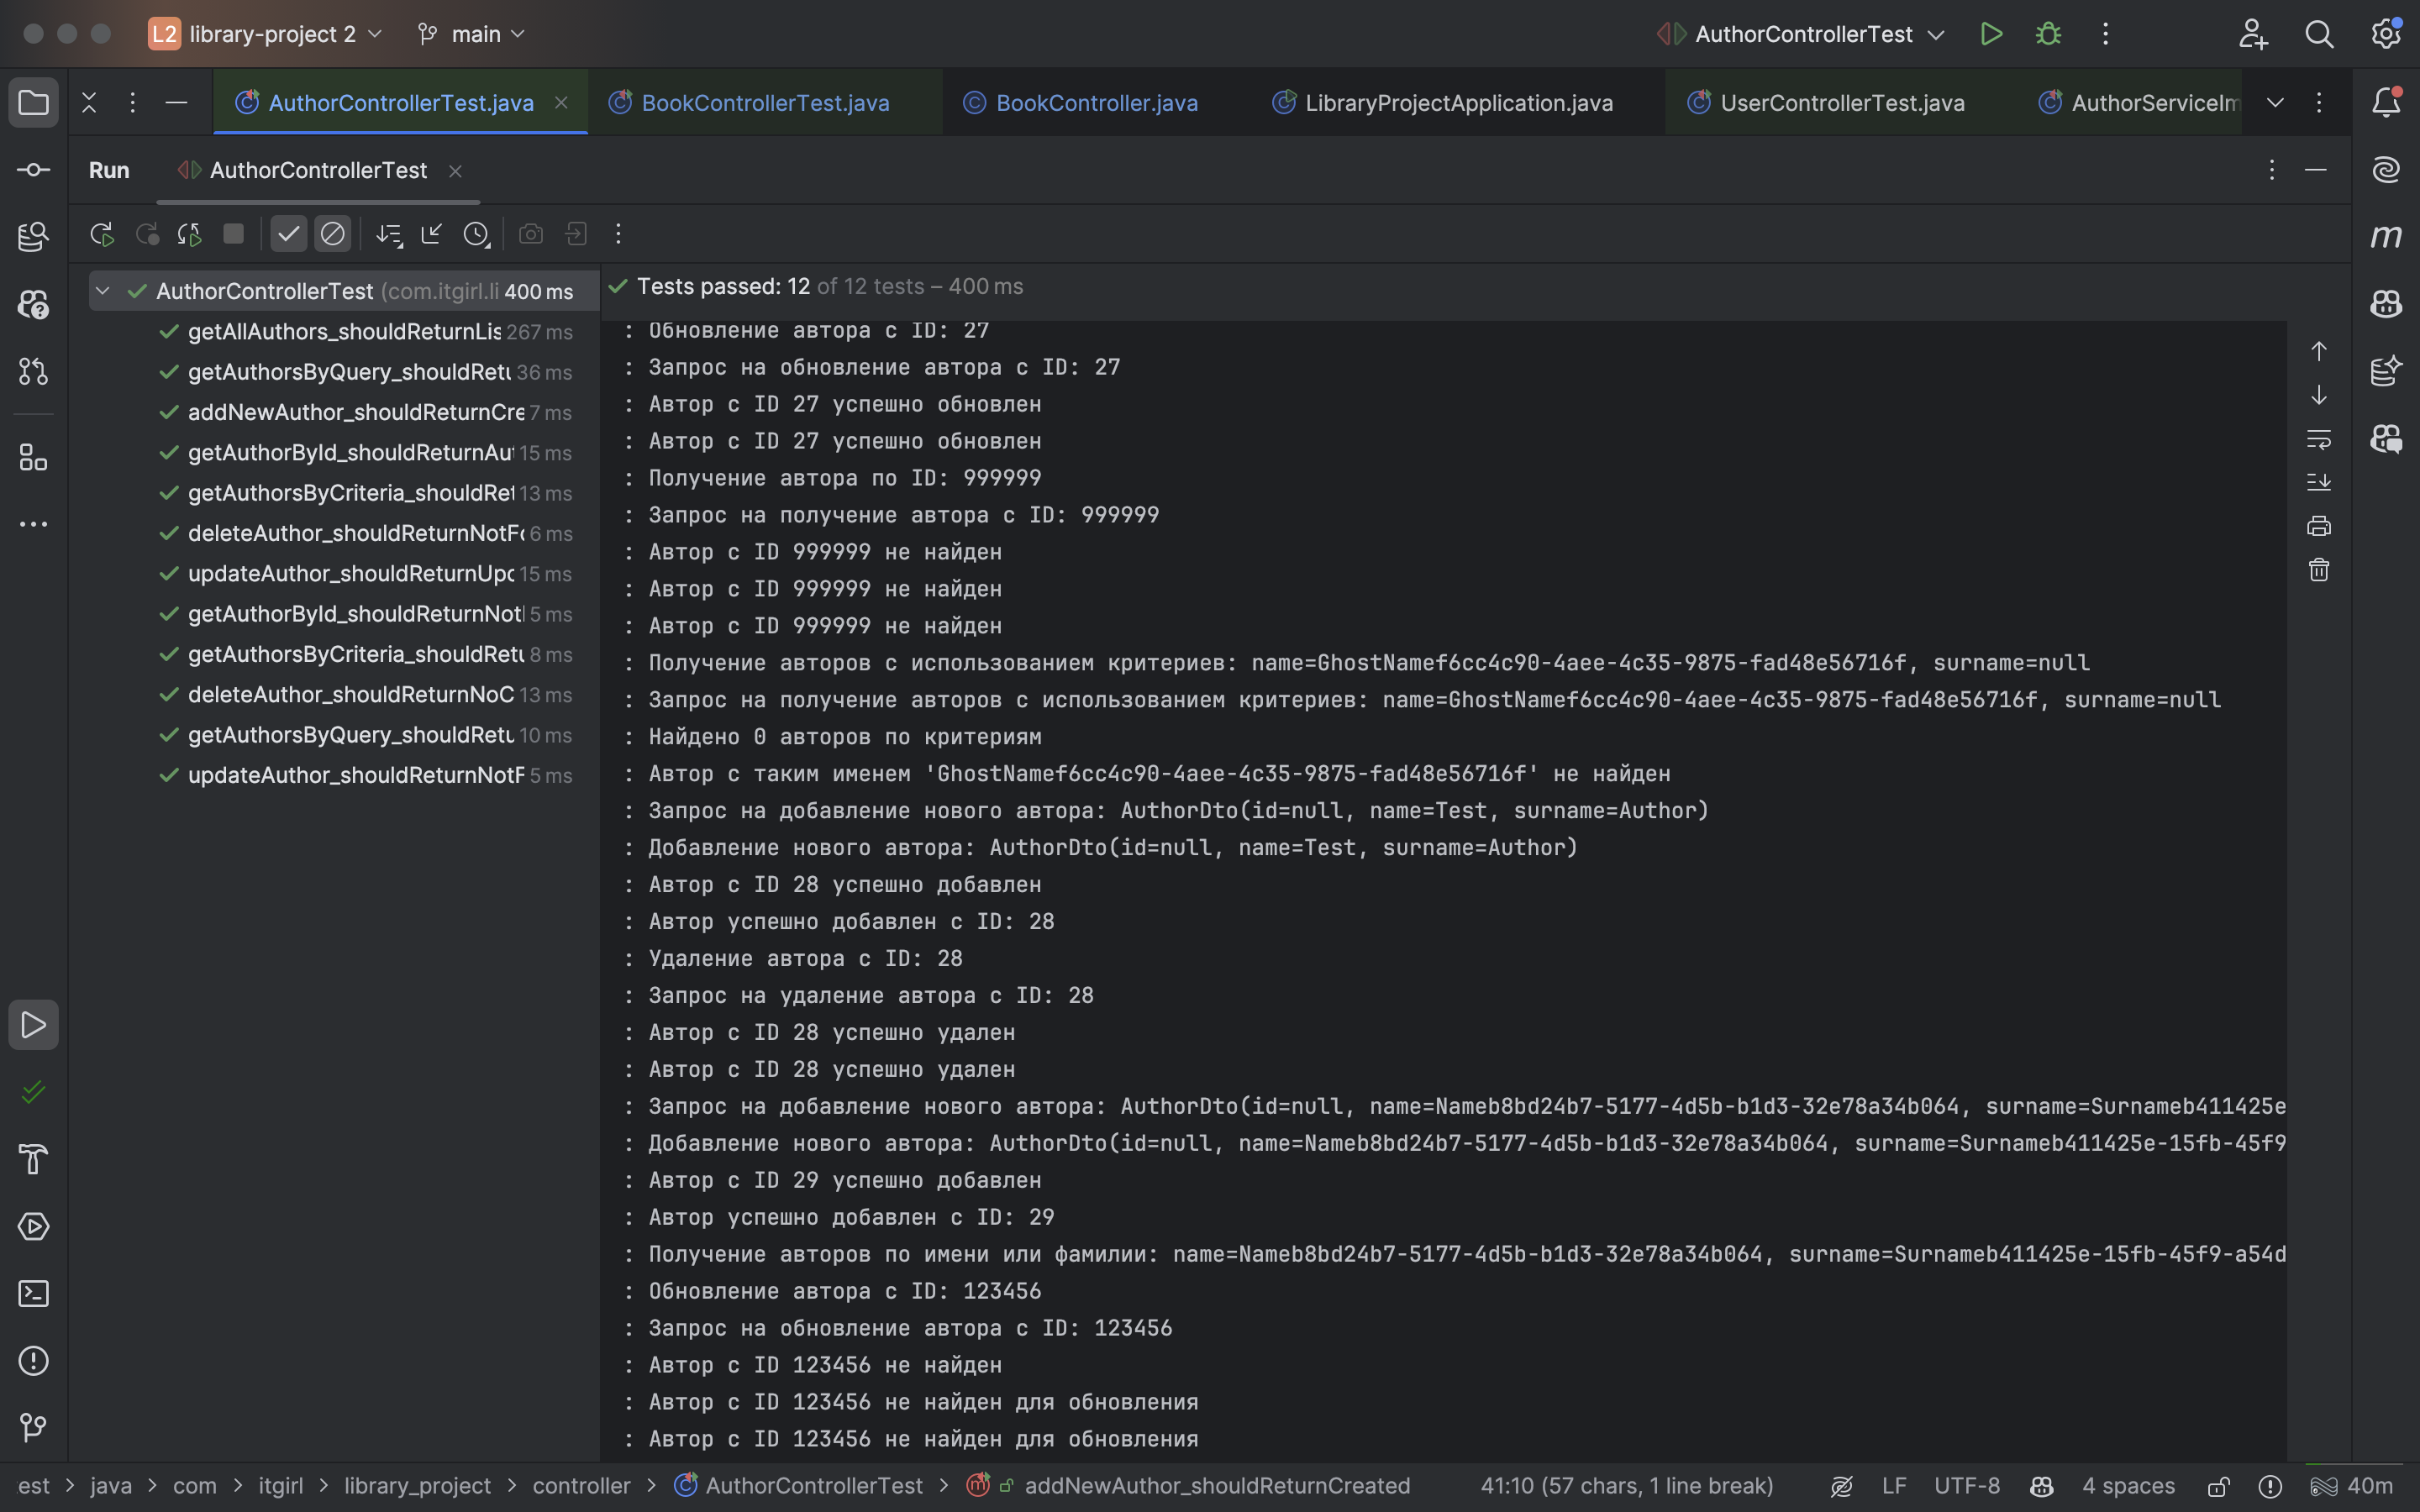 L2 library-project 2 main AuthorControllerTest
AuthorControllerTest.java BookControllerTest.java BookController.java LibraryProjectApplication.java UserControllerTest.java AuthorServiceIm
Run AuthorControllerTest
AuthorControllerTest (com.itgirl.li 400 ms
getAllAuthors_shouldReturnLis 267 ms
getAuthorsByQuery_shouldRetu 36 ms
addNewAuthor_shouldReturnCre 7 ms
getAuthorById_shouldReturnAut 15 ms
getAuthorsByCriteria_shouldRet 13 ms
deleteAuthor_shouldReturnNotFo 6 ms
updateAuthor_shouldReturnUpd 15 ms
getAuthorById_shouldReturnNotI 5 ms
getAuthorsByCriteria_shouldRetu 8 ms
deleteAuthor_shouldReturnNoC 13 ms
getAuthorsByQuery_shouldRetu 10 ms
updateAuthor_shouldReturnNotF 5 ms
Tests passed: 12 of 12 tests – 400 ms
: Обновление автора с ID: 27
: Запрос на обновление автора с ID: 27
: Автор с ID 27 успешно обновлен
: Автор с ID 27 успешно обновлен
: Получение автора по ID: 999999
: Запрос на получение автора с ID: 999999
: Автор с ID 999999 не найден
: Автор с ID 999999 не найден
: Автор с ID 999999 не найден
: Получение авторов с использованием критериев: name=GhostNamef6cc4c90-4aee-4c35-9875-fad48e56716f, surname=null
: Запрос на получение авторов с использованием критериев: name=GhostNamef6cc4c90-4aee-4c35-9875-fad48e56716f, surname=null
: Найдено 0 авторов по критериям
: Автор с таким именем 'GhostNamef6cc4c90-4aee-4c35-9875-fad48e56716f' не найден
: Запрос на добавление нового автора: AuthorDto(id=null, name=Test, surname=Author)
: Добавление нового автора: AuthorDto(id=null, name=Test, surname=Author)
: Автор с ID 28 успешно добавлен
: Автор успешно добавлен с ID: 28
: Удаление автора с ID: 28
: Запрос на удаление автора с ID: 28
: Автор с ID 28 успешно удален
: Автор с ID 28 успешно удален
: Запрос на добавление нового автора: AuthorDto(id=null, name=Nameb8bd24b7-5177-4d5b-b1d3-32e78a34b064, surname=Surnameb411425e
: Добавление нового автора: AuthorDto(id=null, name=Nameb8bd24b7-5177-4d5b-b1d3-32e78a34b064, surname=Surnameb411425e-15fb-45f9
: Автор с ID 29 успешно добавлен
: Автор успешно добавлен с ID: 29
: Получение авторов по имени или фамилии: name=Nameb8bd24b7-5177-4d5b-b1d3-32e78a34b064, surname=Surnameb411425e-15fb-45f9-a54d
: Обновление автора с ID: 123456
: Запрос на обновление автора с ID: 123456
: Автор с ID 123456 не найден
: Автор с ID 123456 не найден для обновления
: Автор с ID 123456 не найден для обновления
est > java > com > itgirl > library_project > controller > AuthorControllerTest > addNewAuthor_shouldReturnCreated 41:10 (57 chars, 1 line break) LF UTF-8 4 spaces 40m